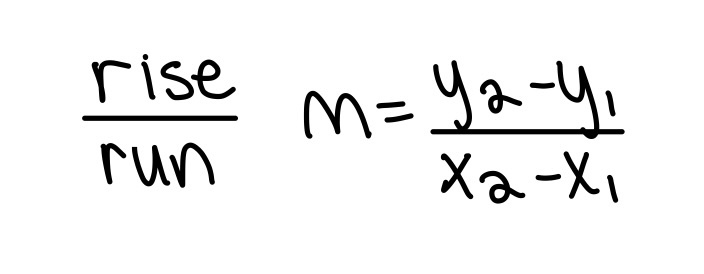 rise
run
m = y₂ - y₁
x₂ - x₁